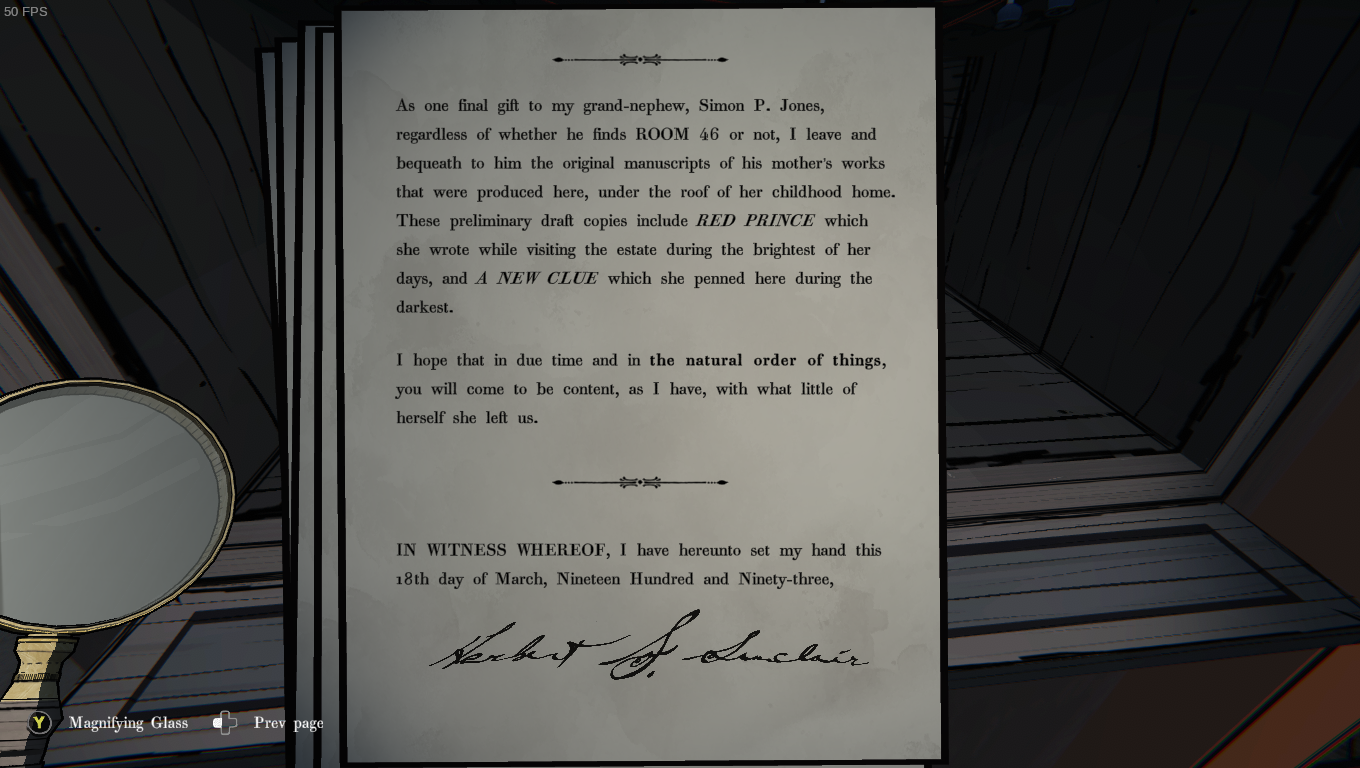 50 FPS
As one final gift to my grand-nephew, Simon P. Jones,
regardless of whether he finds ROOM 46 or not, I leave and
bequeath to him the original manuscripts of his mother's works
that were produced here, under the roof of her childhood home.
These preliminary draft copies include RED PRINCE which
she wrote while visiting the estate during the brightest of her
days, and A NEW CLUE which she penned here during the
darkest.
I hope that in due time and in the natural order of things,
you will come to be content, as I have, with what little of
herself she left us.
IN WITNESS WHEREOF, I have hereunto set my hand this
18th day of March, Nineteen Hundred and Ninety-three,
Herbert S. Sinclair
Y Magnifying Glass Prev page